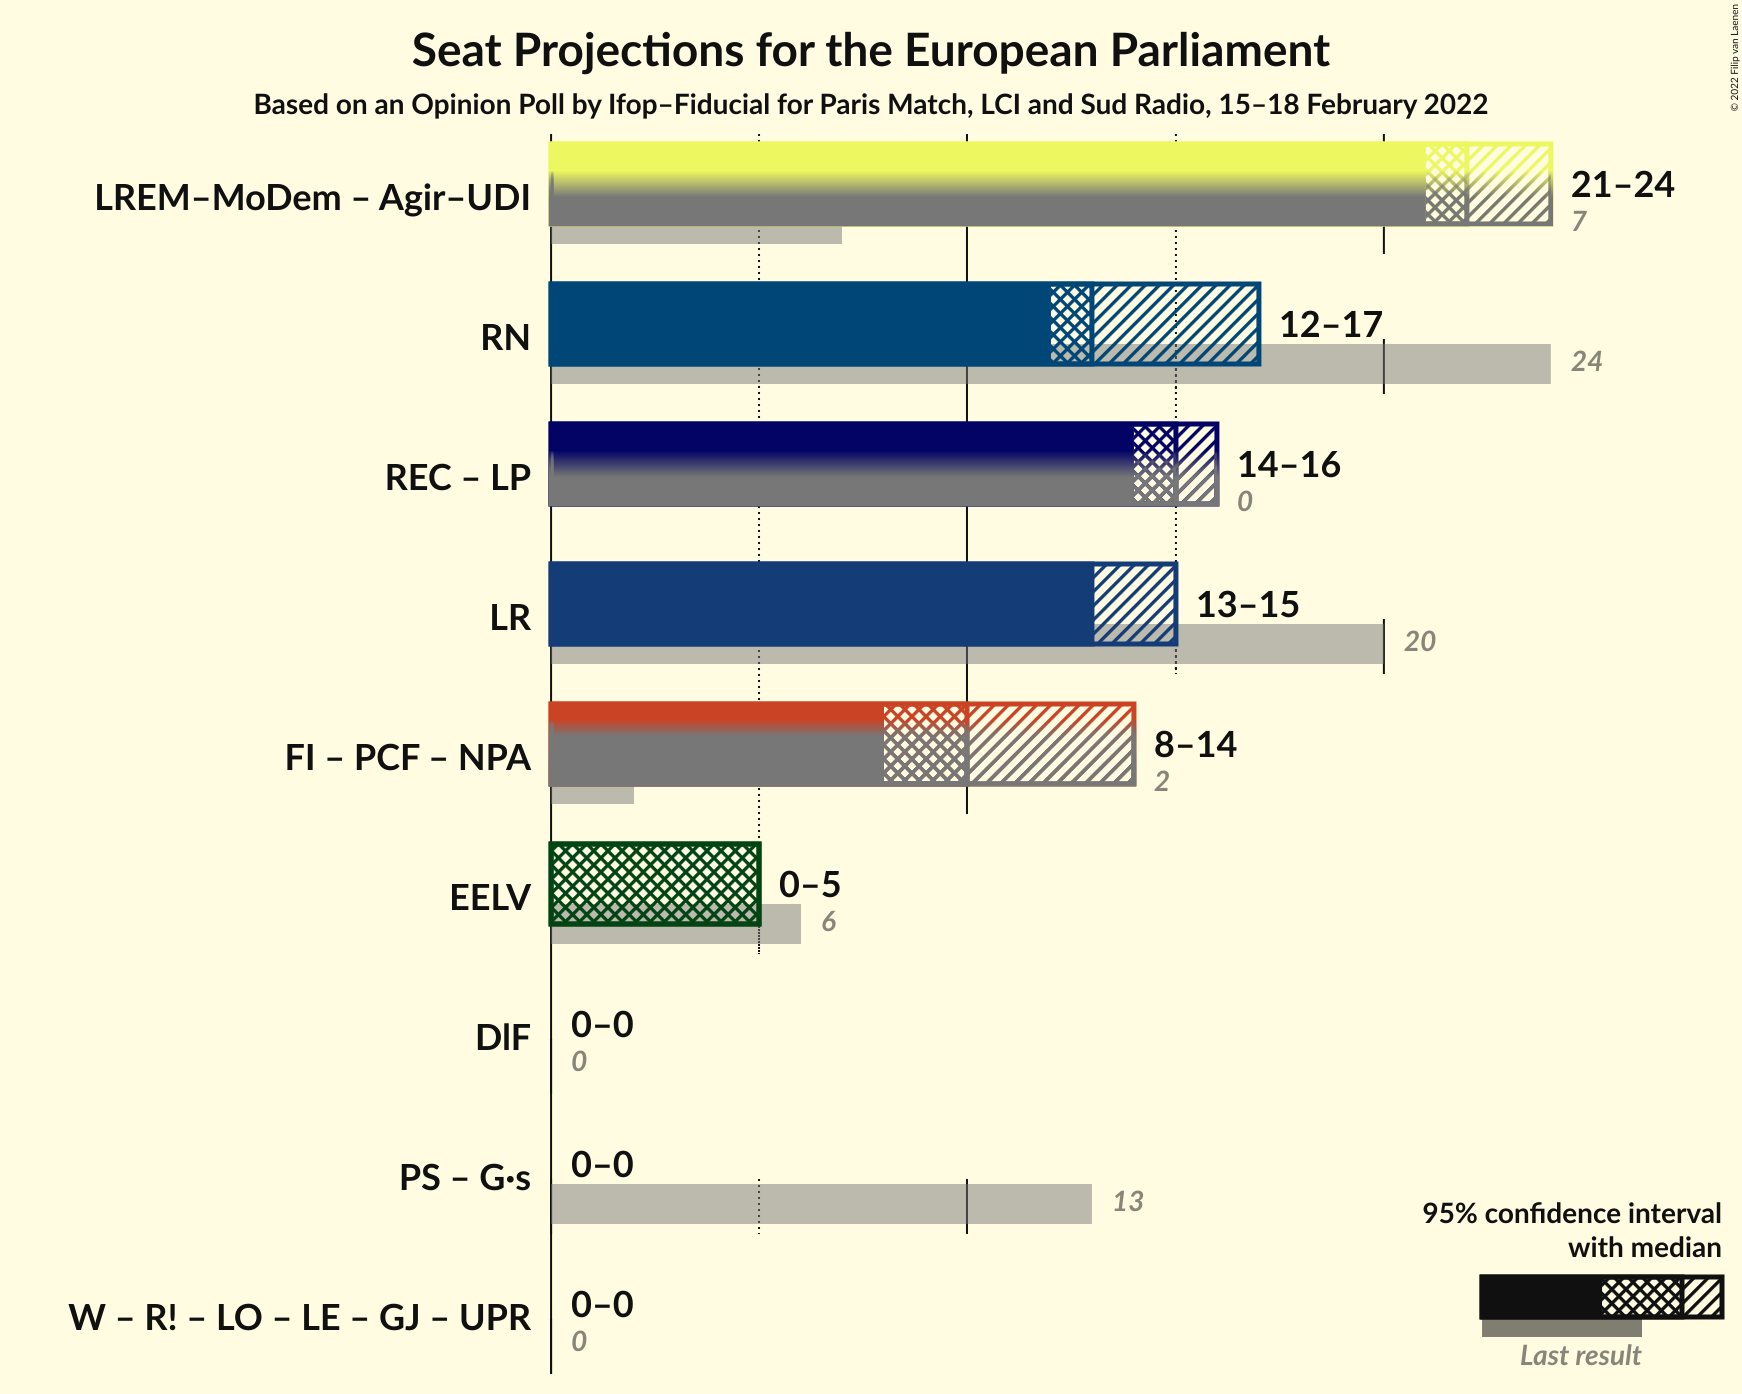 Seat Projections for the European Parliament
Based on an Opinion Poll by Ifop–Fiducial for Paris Match, LCI and Sud Radio, 15–18 February 2022
© 2022 Filip van Laenen
LREM–MoDem – Agir–UDI
21–24
7
RN
12–17
24
REC – LP
14–16
0
LR
13–15
20
FI – PCF – NPA
8–14
2
EELV
0–5
6
DlF
0–0
0
PS – G·s
0–0
13
W – R! – LO – LE – GJ – UPR
0–0
0
95% confidence interval
with median
Last result